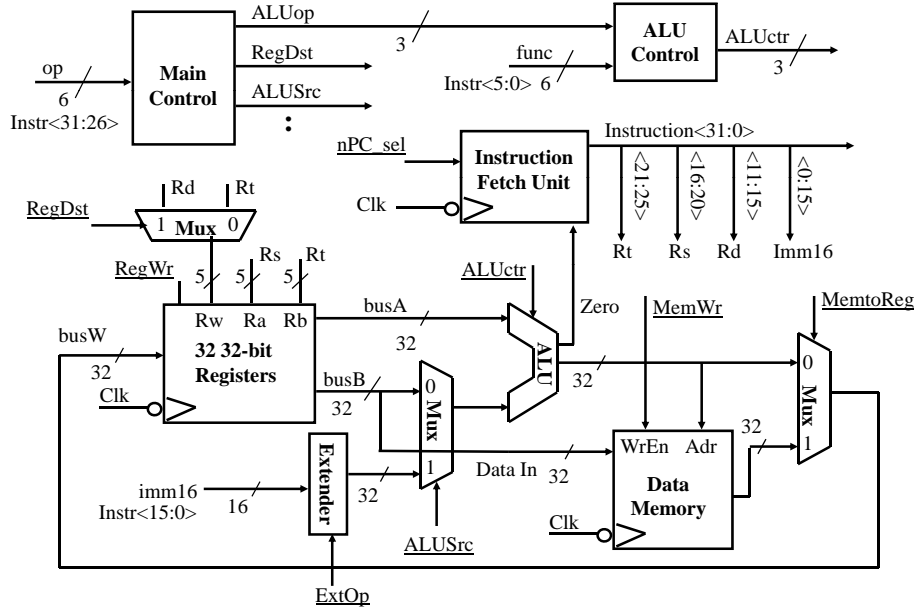 ALUop
3
RegDst
ALUSrc
:
op
6
Instr<31:26>
Main
Control
func
Instr<5:0>
6
ALU
Control
ALUctr
3
nPC_sel
Clk
Instruction
Fetch Unit
Instruction<31:0>
<21:25>
<16:20>
<11:15>
<0:15>
Rt
Rs
Rd
Imm16
Rd
Rt
RegDst
1
Mux
0
RegWr
5
5
Rs
5
Rt
busW
32
Clk
Rw
Ra
Rb
32 32-bit
Registers
busA
32
busB
32
0
Mux
1
ALUctr
ALU
Zero
32
MemWr
MemtoReg
0
Mux
1
32
WrEn
Adr
Data
Memory
Clk
Data In
32
imm16
16
Instr<15:0>
Extender
32
ALUSrc
ExtOp